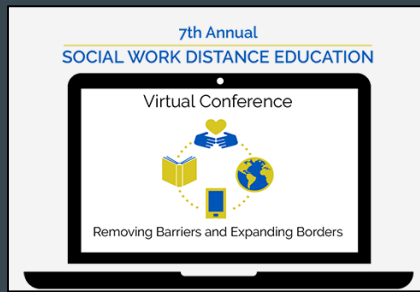 7th Annual
SOCIAL WORK DISTANCE EDUCATION
Virtual Conference
Removing Barriers and Expanding Borders